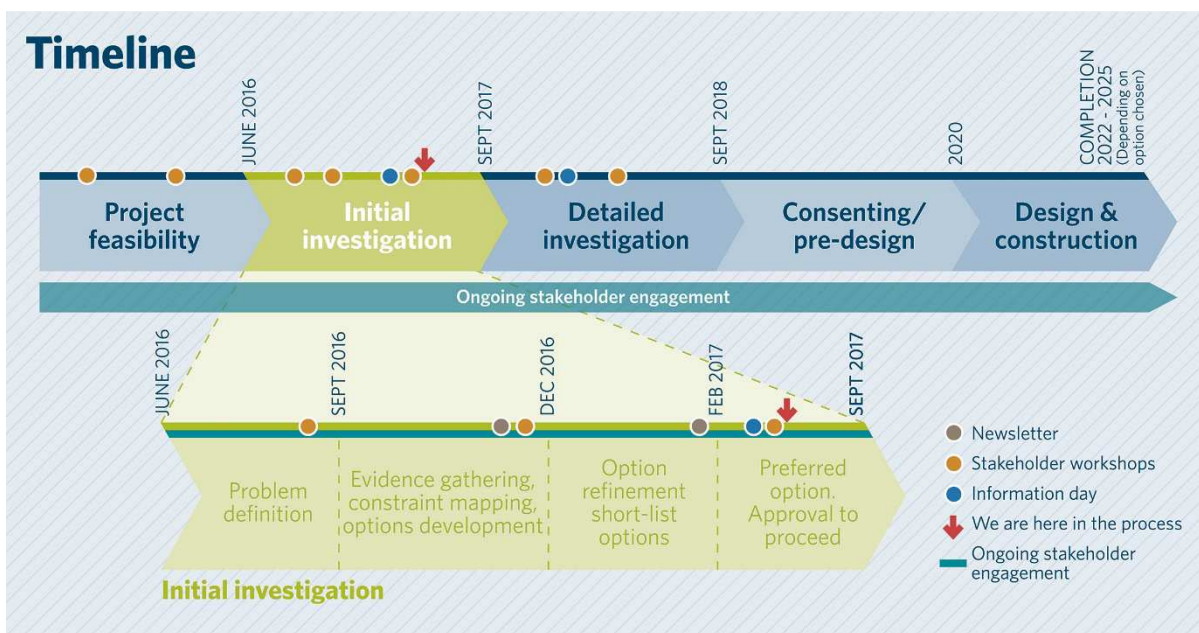 Timeline
JUNE 2016
SEPT 2017
SEPT 2018
2020
COMPLETION
2022 - 2025
(Depending on
option chosen)
Project
feasibility
Initial
investigation
Detailed
investigation
Consenting/
pre-design
Design &
construction
Ongoing stakeholder engagement
JUNE 2016
SEPT 2016
DEC 2016
FEB 2017
SEPT 2017
Problem
definition
Evidence gathering,
constraint mapping,
options development
Option
refinement
short-list
options
Preferred
option.
Approval to
proceed
Initial investigation
Newsletter
Stakeholder workshops
Information day
We are here in the process
Ongoing stakeholder
engagement